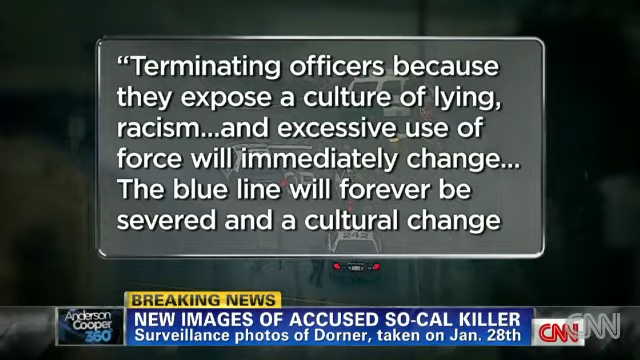 “Terminating officers because
they expose a culture of lying,
racism...and excessive use of
force will immediately change...
The blue line will forever be
severed and a cultural change
BREAKING NEWS
Anderson
Cooper
360°
NEW IMAGES OF ACCUSED SO-CAL KILLER
Surveillance photos of Dorner, taken on Jan. 28th
CNN
CNN